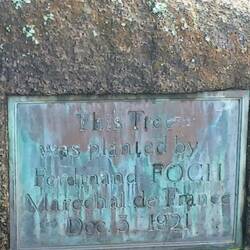 This Tree
was planted by
Ferdinand FOCH
Marechal de France
Dec 3 1921